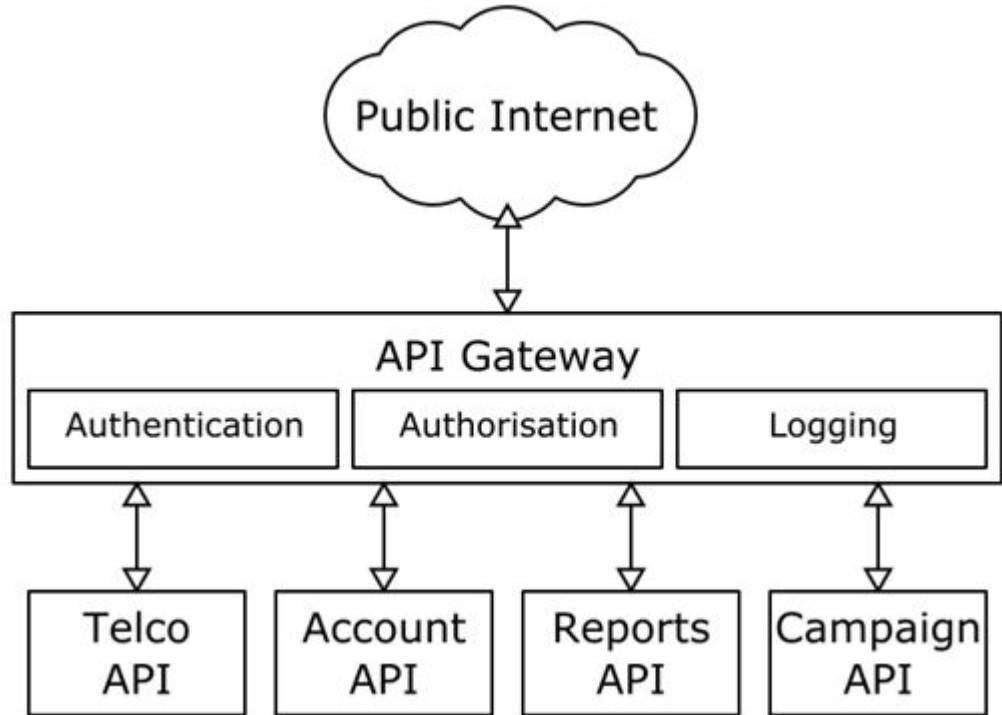 Public Internet
API Gateway
Authentication
Authorisation
Logging
Telco
API
Account
API
Reports
API
Campaign
API